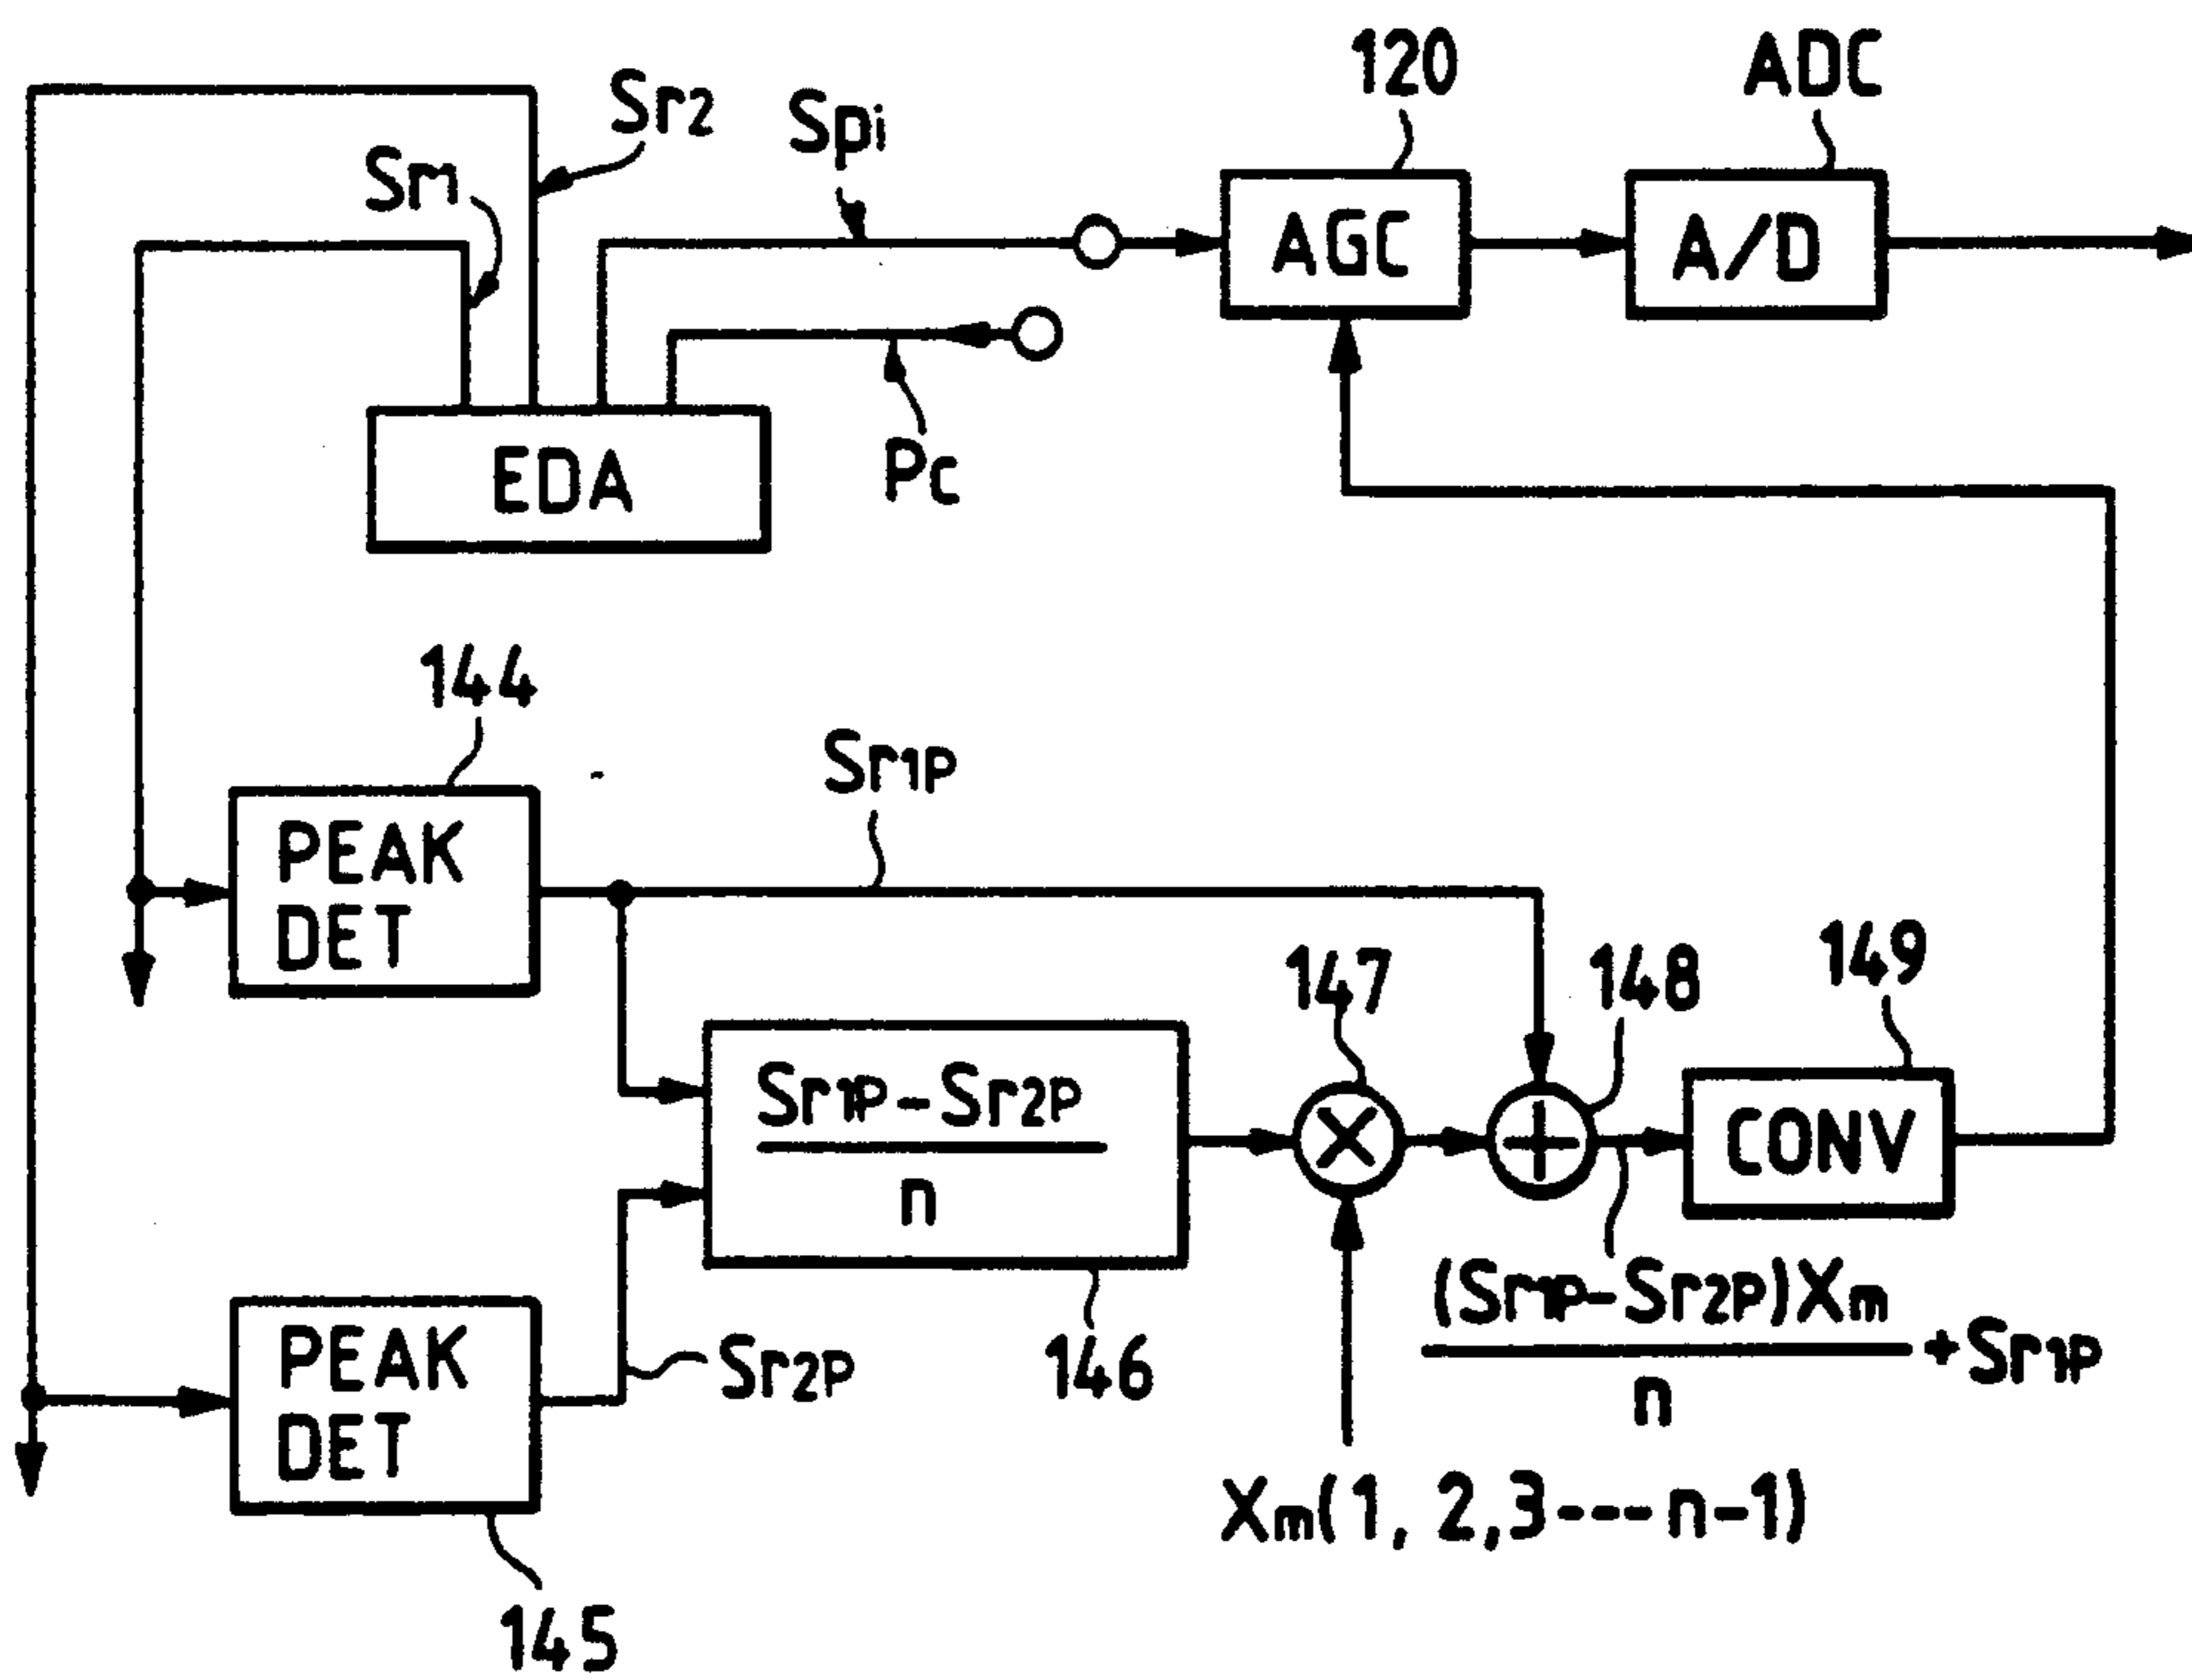 120
ADC
Sr2
Spi
Sr1
AGC
A/D
Pc
EDA
144
Sr1P
PEAK
DET
147
148
149
Sr1P-Sr2P
n
CONV
(Sr1P-Sr2P)Xm
n
+Sr1P
146
Sr2P
PEAK
DET
Xm(1, 2,3---n-1)
145